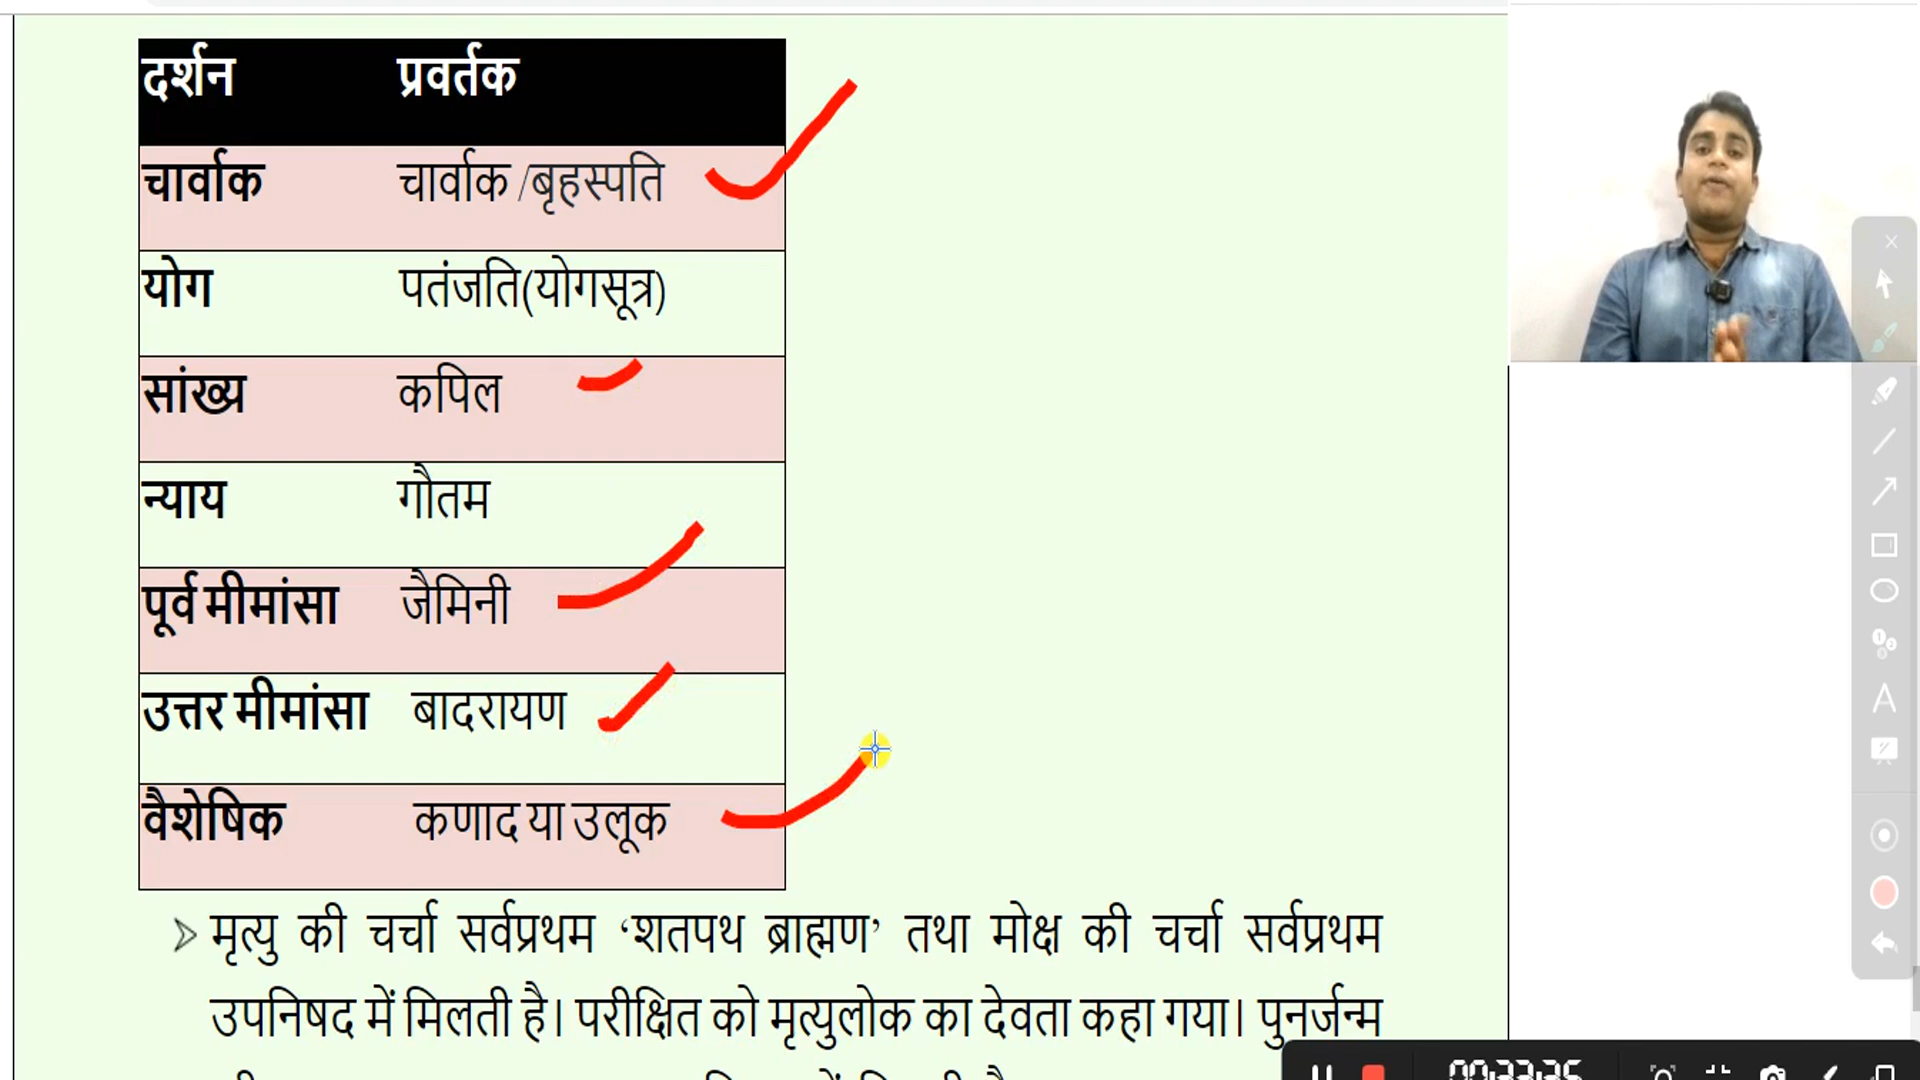 दर्शन प्रवर्तक
चार्वाक चार्वाक /बृहस्पति
योग पतंजति(योगसूत्र)
सांख्य कपिल
न्याय गौतम
पूर्व मीमांसा जैमिनी
उत्तर मीमांसा बादरायण
वैशेषिक कणाद या उलूक
मृत्यु की चर्चा सर्वप्रथम ‘शतपथ ब्राह्मण’ तथा मोक्ष की चर्चा सर्वप्रथम
उपनिषद में मिलती है। परीक्षित को मृत्युलोक का देवता कहा गया। पुनर्जन्म